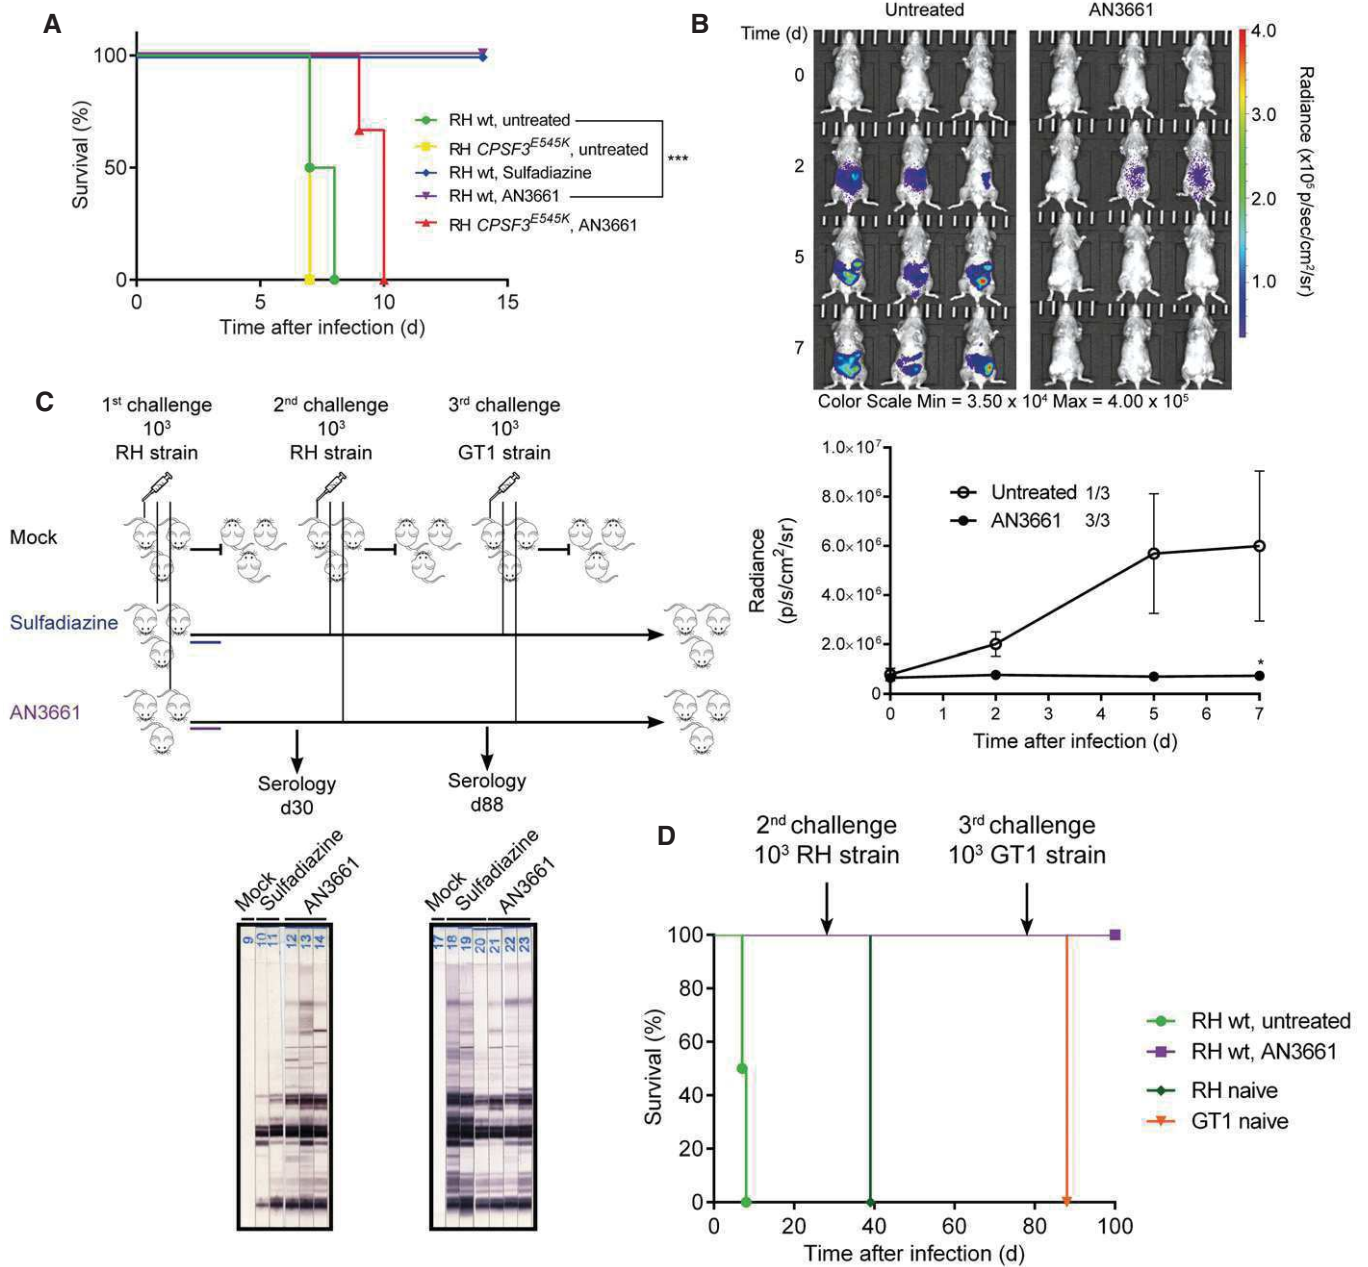 A
100
50
0
Survival (%)
0 5 10 15
Time after infection (d)
RH wt, untreated
RH CPSF3^E545K, untreated
RH wt, Sulfadiazine
RH wt, AN3661
RH CPSF3^E545K, AN3661
***
B
Untreated AN3661
Time (d)
0
2
5
7
4.0
3.0
2.0
1.0
Radiance (x10⁵ p/sec/cm²/sr)
Color Scale Min = 3.50 x 10⁴ Max = 4.00 x 10⁵
1.0×10⁷
8.0×10⁶
6.0×10⁶
4.0×10⁶
2.0×10⁶
0
Radiance
(p/s/cm²/sr)
Untreated 1/3
AN3661 3/3
*
0 1 2 3 4 5 6 7
Time after infection (d)
C
1st challenge
10³
RH strain
2nd challenge
10³
RH strain
3rd challenge
10³
GT1 strain
Mock
Sulfadiazine
AN3661
Serology
d30
Serology
d88
Mock
Sulfadiazine
AN3661
9 10 11 12 13 14
Mock
Sulfadiazine
AN3661
17 18 19 20 21 22 23
D
2nd challenge
10³ RH strain
3rd challenge
10³ GT1 strain
100
80
60
40
20
0
Survival (%)
0 20 40 60 80 100
Time after infection (d)
RH wt, untreated
RH wt, AN3661
RH naive
GT1 naive